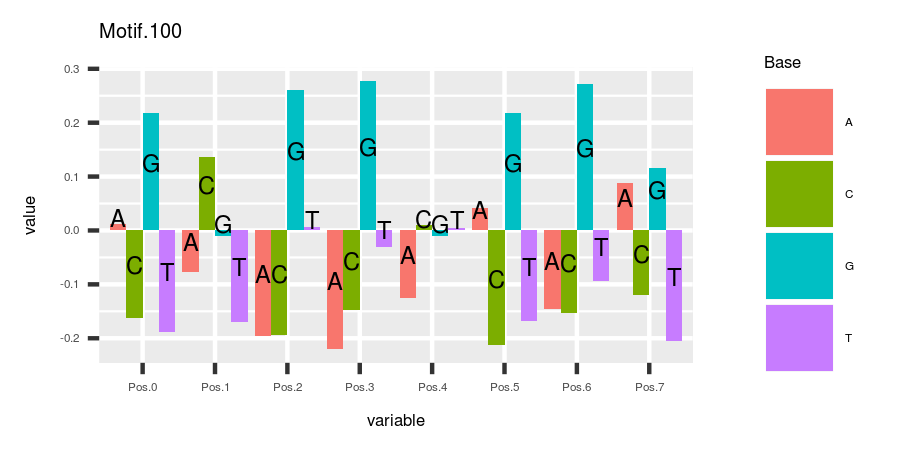 Motif.100
Base
0.3
0.2
0.1
0.0
-0.1
-0.2
value
A C G T
A C G T
A C G T
A C G T
A C G T
A C G T
A C G T
A C G T
Pos.0 Pos.1 Pos.2 Pos.3 Pos.4 Pos.5 Pos.6 Pos.7
variable
A
C
G
T